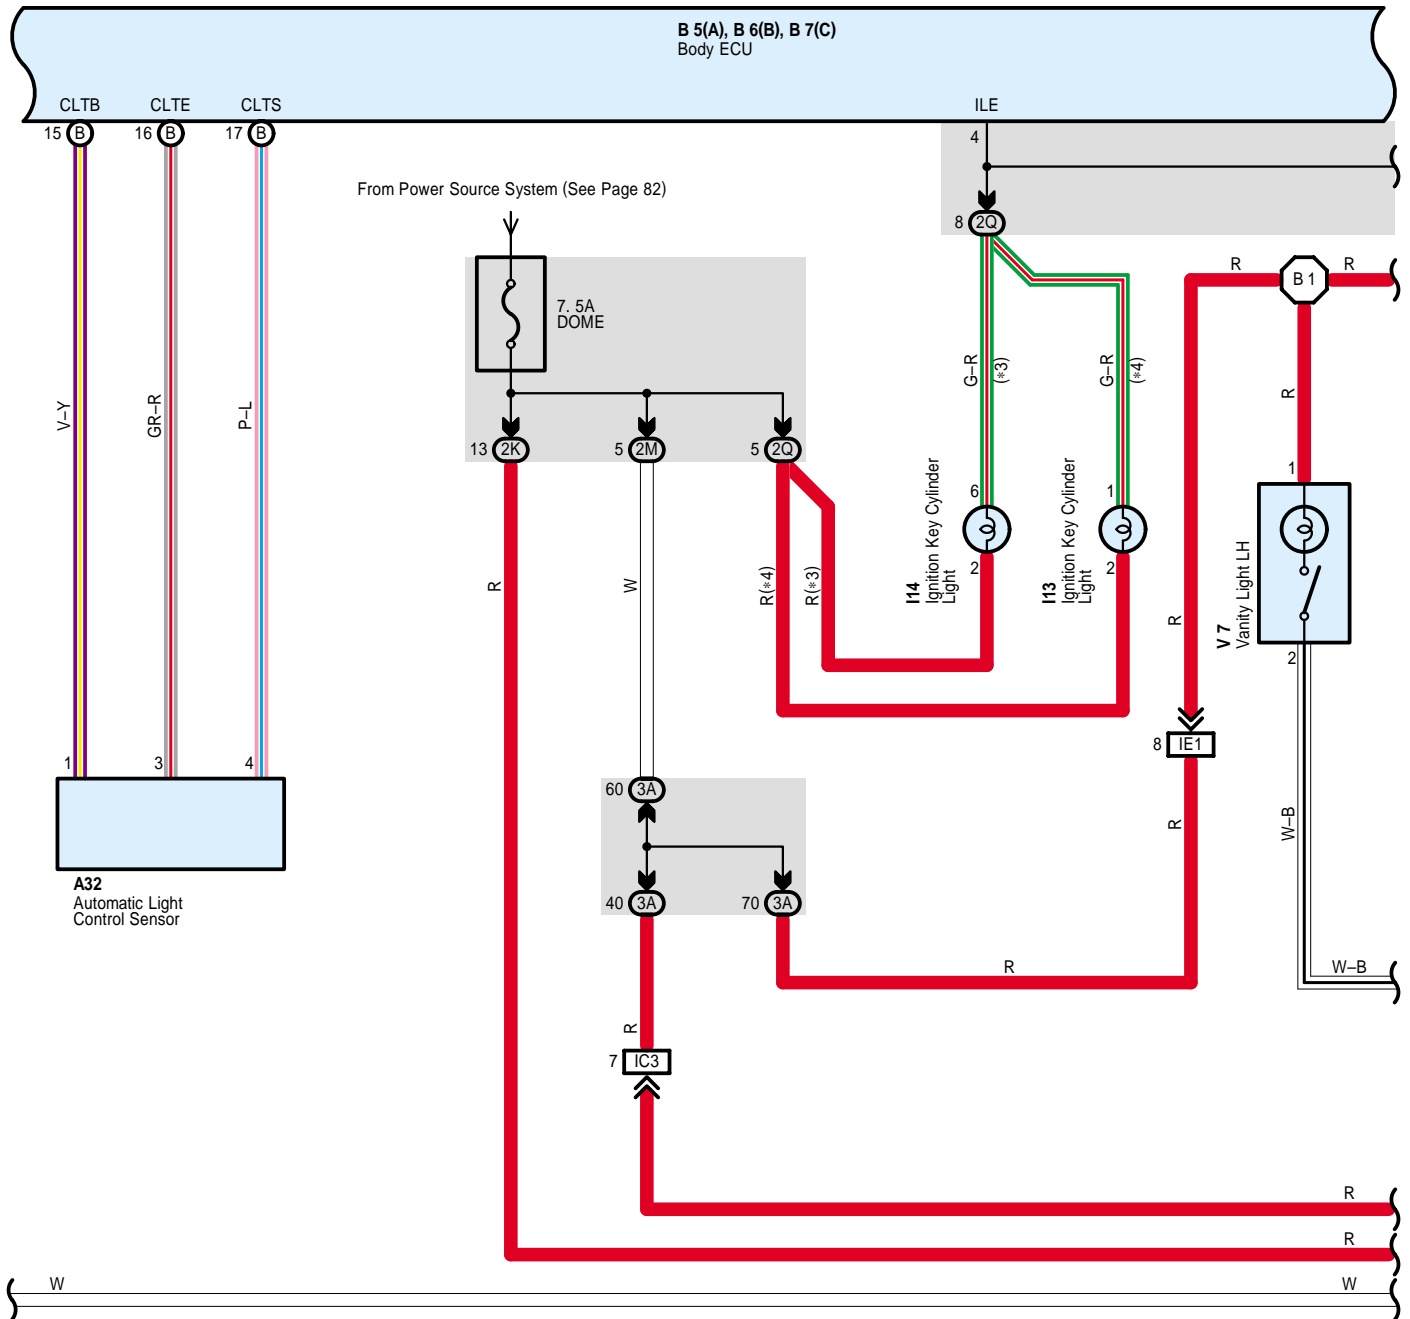 B 5(A), B 6(B), B 7(C)
Body ECU
CLTB
CLTE
CLTS
ILE
15 B
16 B
17 B
4
From Power Source System (See Page 82)
8 2Q
R
B 1
R
7. 5A
DOME
V–Y
GR–R
P–L
G–R
(∗3)
G–R
(∗4)
R
13 2K
5 2M
5 2Q
6
1
1
I14
Ignition Key Cylinder
Light
I13
Ignition Key Cylinder
Light
2
2
R
W
R(∗4)
R(∗3)
R
V 7
Vanity Light LH
2
8 IE1
1
3
4
60 3A
R
W–B
A32
Automatic Light
Control Sensor
40 3A
70 3A
R
W–B
R
7 IC3
R
R
W
W